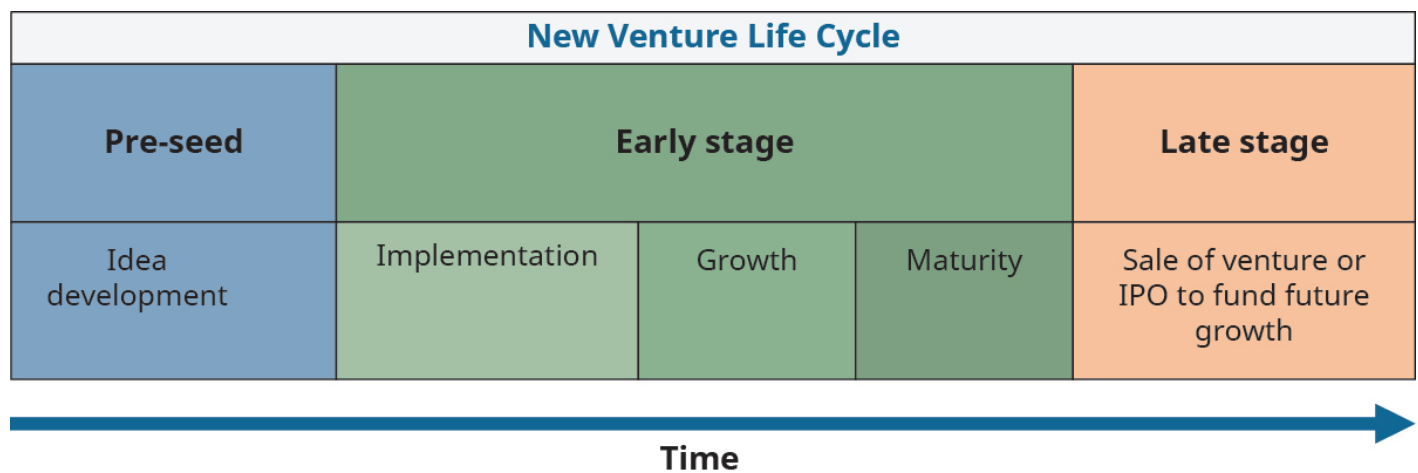 New Venture Life Cycle
Pre-seed
Early stage
Late stage
Idea
development
Implementation
Growth
Maturity
Sale of venture or
IPO to fund future
growth
Time